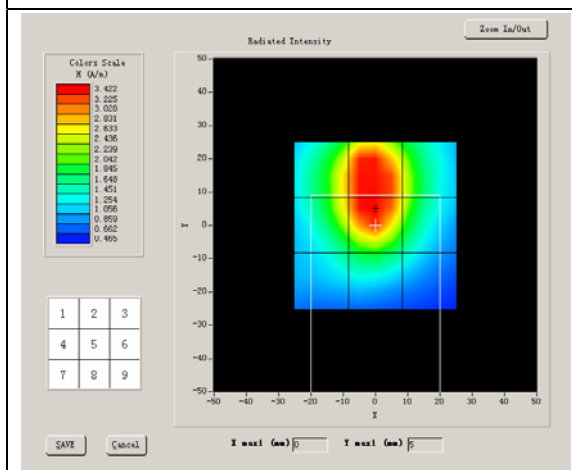 Zoom In/Out
Radiated Intensity
Colors Scale
H (A/m)
3.422
3.225
3.028
2.831
2.633
2.436
2.239
2.042
1.845
1.648
1.451
1.254
1.056
0.859
0.662
0.465
50
40
30
20
10
0
-10
-20
-30
-40
-50
Y
-50 -40 -30 -20 -10 0 10 20 30 40 50
X
1 2 3
4 5 6
7 8 9
SAVE Cancel X max1 (mm) 0 Y max1 (mm) 5